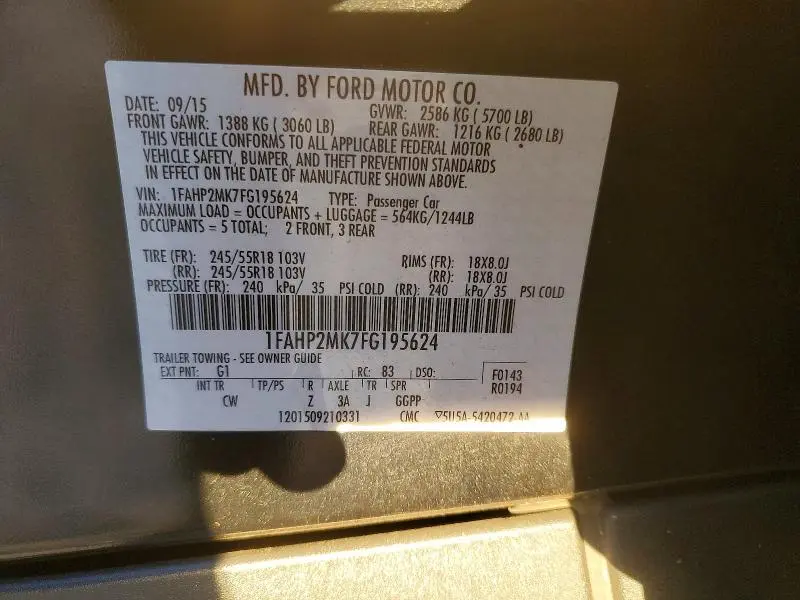 MFD. BY FORD MOTOR CO.
DATE: 09/15 GVWR: 2586 KG ( 5700 LB)
FRONT GAWR: 1388 KG ( 3060 LB) REAR GAWR: 1216 KG ( 2680 LB)
THIS VEHICLE CONFORMS TO ALL APPLICABLE FEDERAL MOTOR
VEHICLE SAFETY, BUMPER, AND THEFT PREVENTION STANDARDS
IN EFFECT ON THE DATE OF MANUFACTURE SHOWN ABOVE.
VIN: 1FAHP2MK7FG195624 TYPE: Passenger Car
MAXIMUM LOAD = OCCUPANTS + LUGGAGE = 564KG/1244LB
OCCUPANTS = 5 TOTAL; 2 FRONT, 3 REAR
TIRE (FR): 245/55R18 103V RIMS (FR): 18X8.0J
(RR): 245/55R18 103V (RR): 18X8.0J
PRESSURE (FR): 240 kPa/ 35 PSI COLD (RR): 240 kPa/ 35 PSI COLD
1FAHP2MK7FG195624
TRAILER TOWING - SEE OWNER GUIDE
EXT PNT: G1 RC: 83 DSO: F0143
INT TR TP/PS R AXLE TR SPR R0194
CW Z 3A J GGPP
1201509210331 CMC 5U5A-5420472-AA